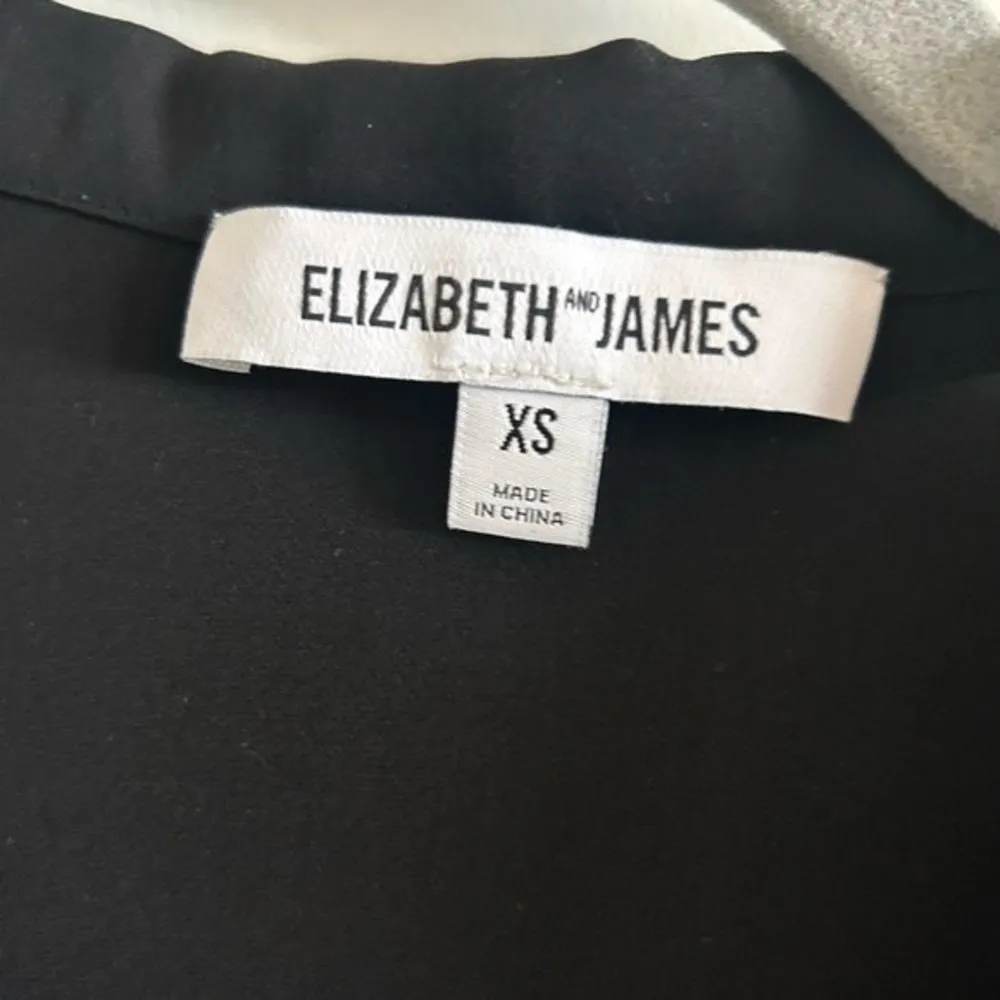 ELIZABETH AND JAMES
XS
MADE
IN CHINA